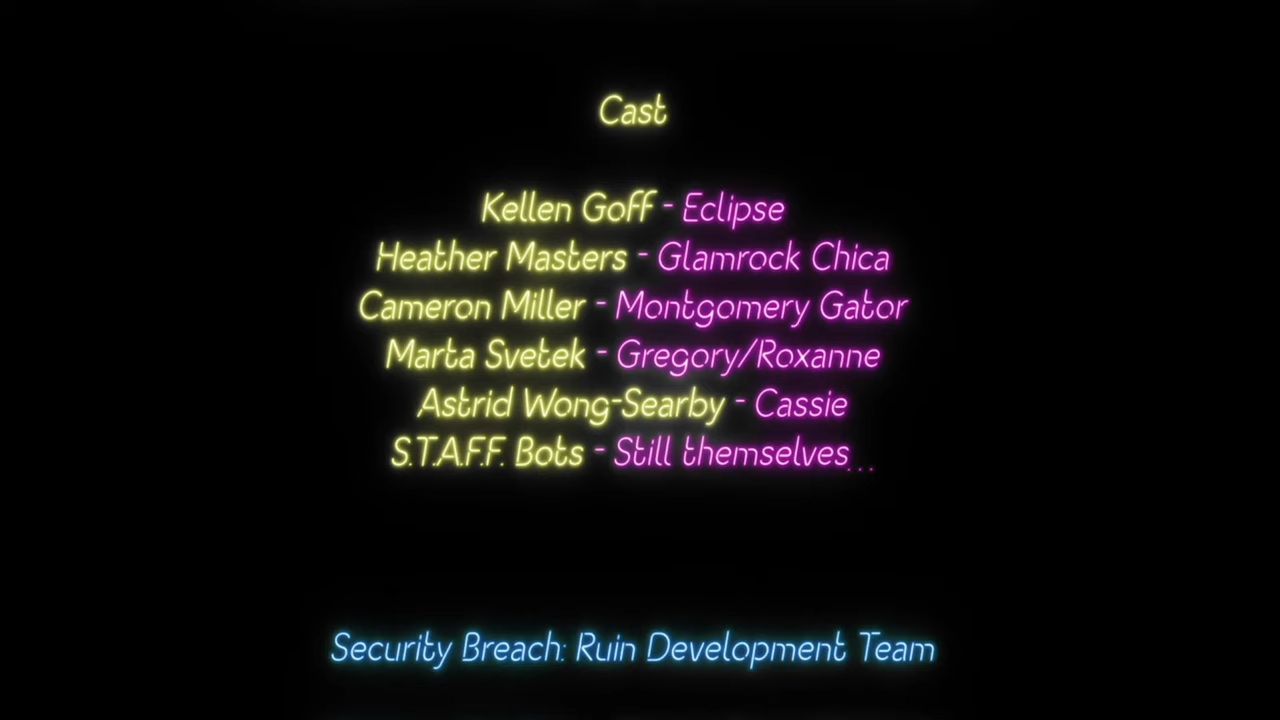 Cast
Kellen Goff - Eclipse
Heather Masters - Glamrock Chica
Cameron Miller - Montgomery Gator
Marta Svetek - Gregory/Roxanne
Astrid Wong-Searby - Cassie
S.T.A.F.F. Bots - Still themselves...
Security Breach: Ruin Development Team